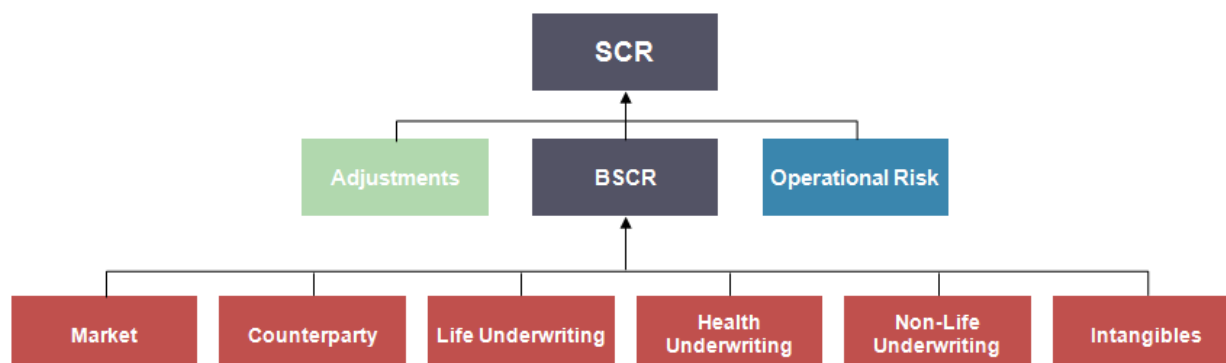 SCR
Adjustments
BSCR
Operational Risk
Market
Counterparty
Life Underwriting
Health
Underwriting
Non-Life
Underwriting
Intangibles